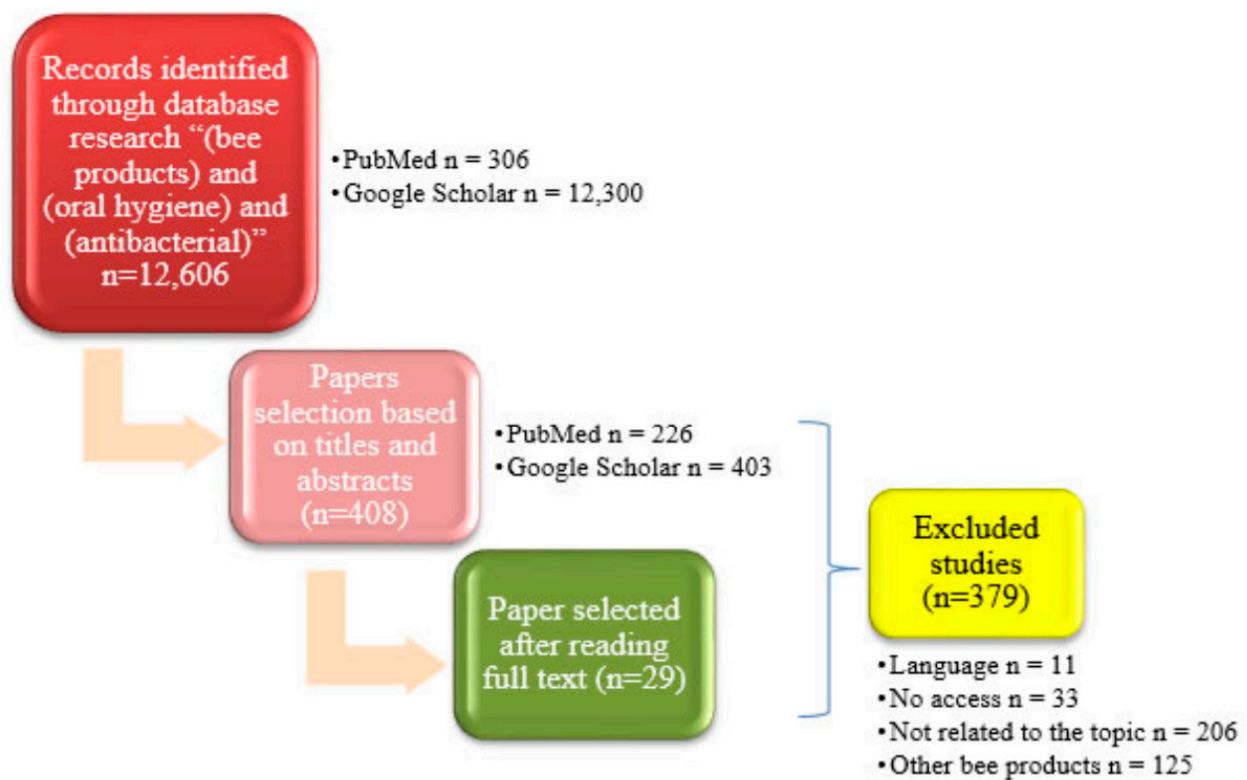 Records identified
through database
research “(bee
products) and
(oral hygiene) and
(antibacterial)”
n=12,606
•PubMed n = 306
•Google Scholar n = 12,300
Papers
selection based
on titles and
abstracts
(n=408)
•PubMed n = 226
•Google Scholar n = 403
Paper selected
after reading
full text (n=29)
Excluded
studies
(n=379)
•Language n = 11
•No access n = 33
•Not related to the topic n = 206
•Other bee products n = 125